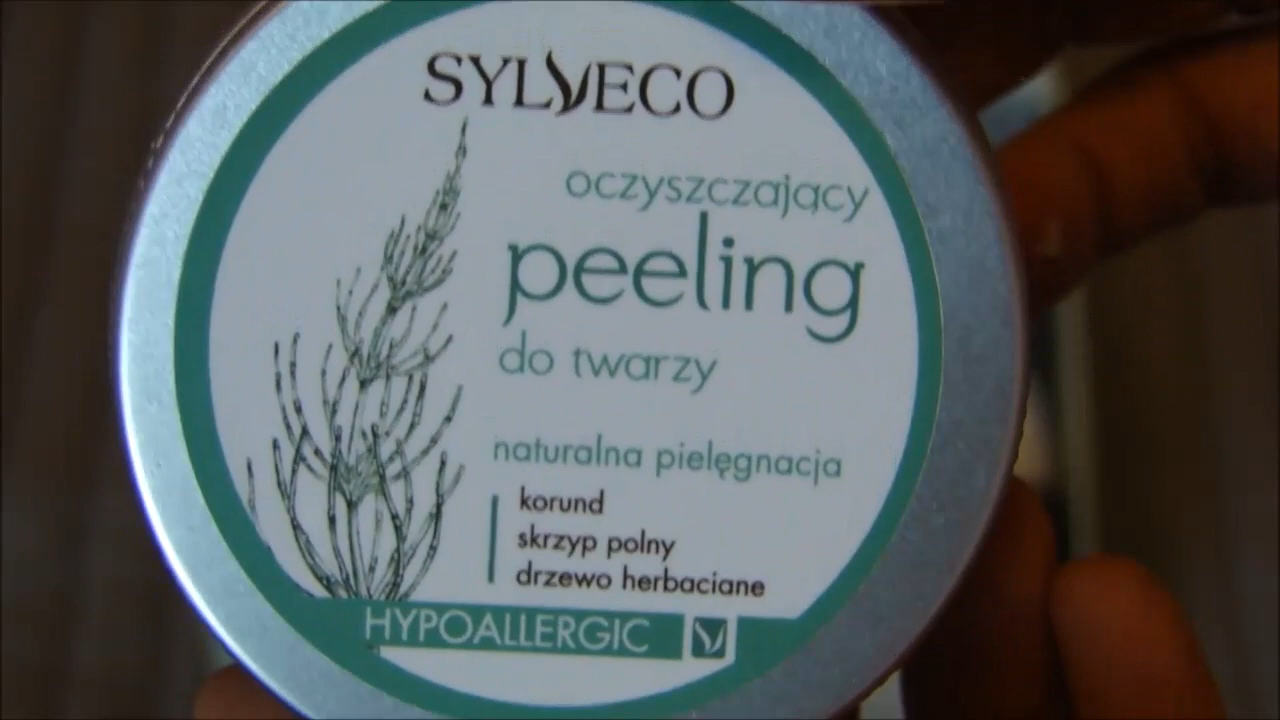 SYLVECO
oczyszczający
peeling
do twarzy
naturalna pielęgnacja
korund
skrzyp polny
drzewo herbaciane
HYPOALLERGIC